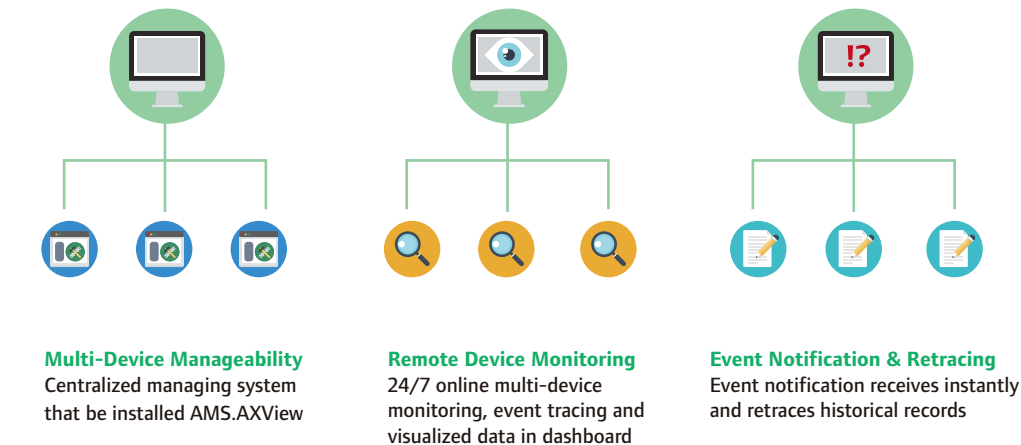 !?
Multi-Device Manageability
Centralized managing system
that be installed AMS.AXView
Remote Device Monitoring
24/7 online multi-device
monitoring, event tracing and
visualized data in dashboard
Event Notification & Retracing
Event notification receives instantly
and retraces historical records